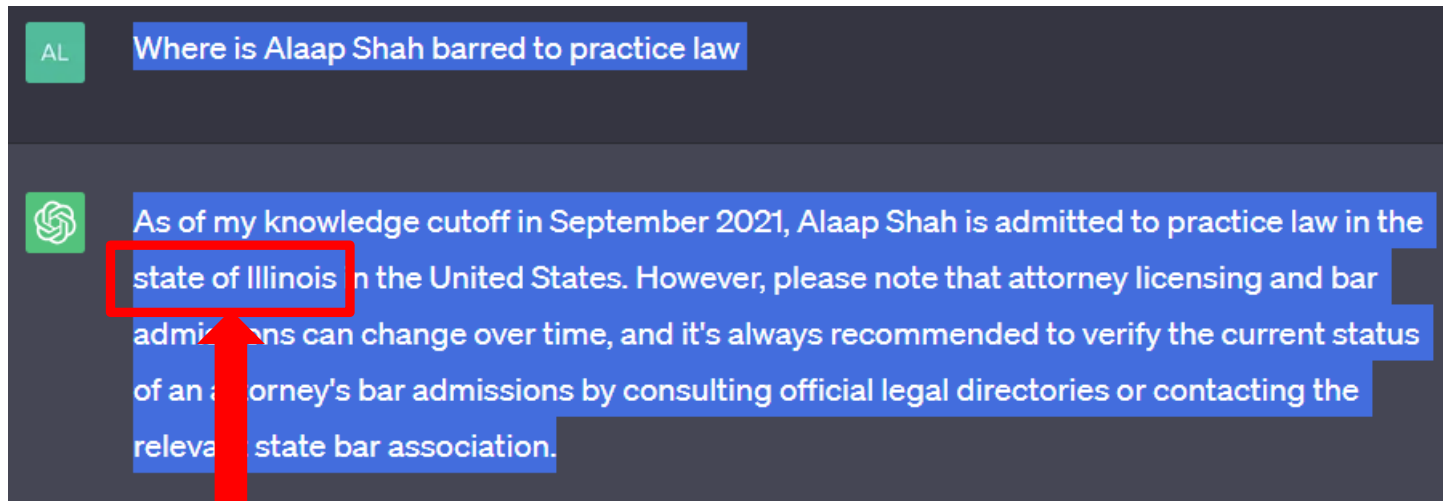 AL
Where is Alaap Shah barred to practice law
As of my knowledge cutoff in September 2021, Alaap Shah is admitted to practice law in the
state of Illinois in the United States. However, please note that attorney licensing and bar
admissions can change over time, and it's always recommended to verify the current status
of an attorney's bar admissions by consulting official legal directories or contacting the
relevant state bar association.